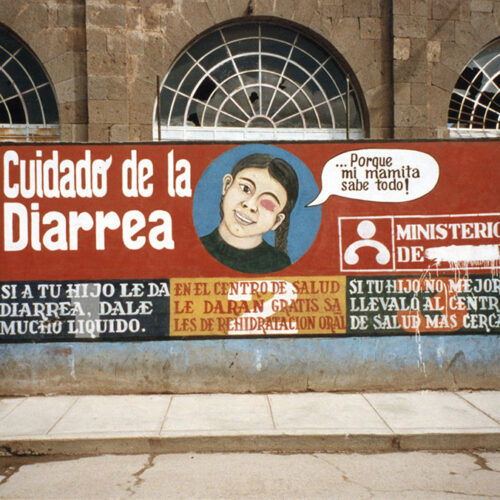 Cuidado de la
Diarrea
... Porque
mi mamita
sabe todo!
MINISTERIO
DE
SI A TU HIJO LE DA
DIARREA, DALE
MUCHO LIQUIDO.
EN EL CENTRO DE SALUD
LE DARAN GRATIS SA
LES DE REHIDRATACION ORAL
SI TU HIJO NO MEJOR
LLEVALO AL CENTR
DE SALUD MAS CERCA